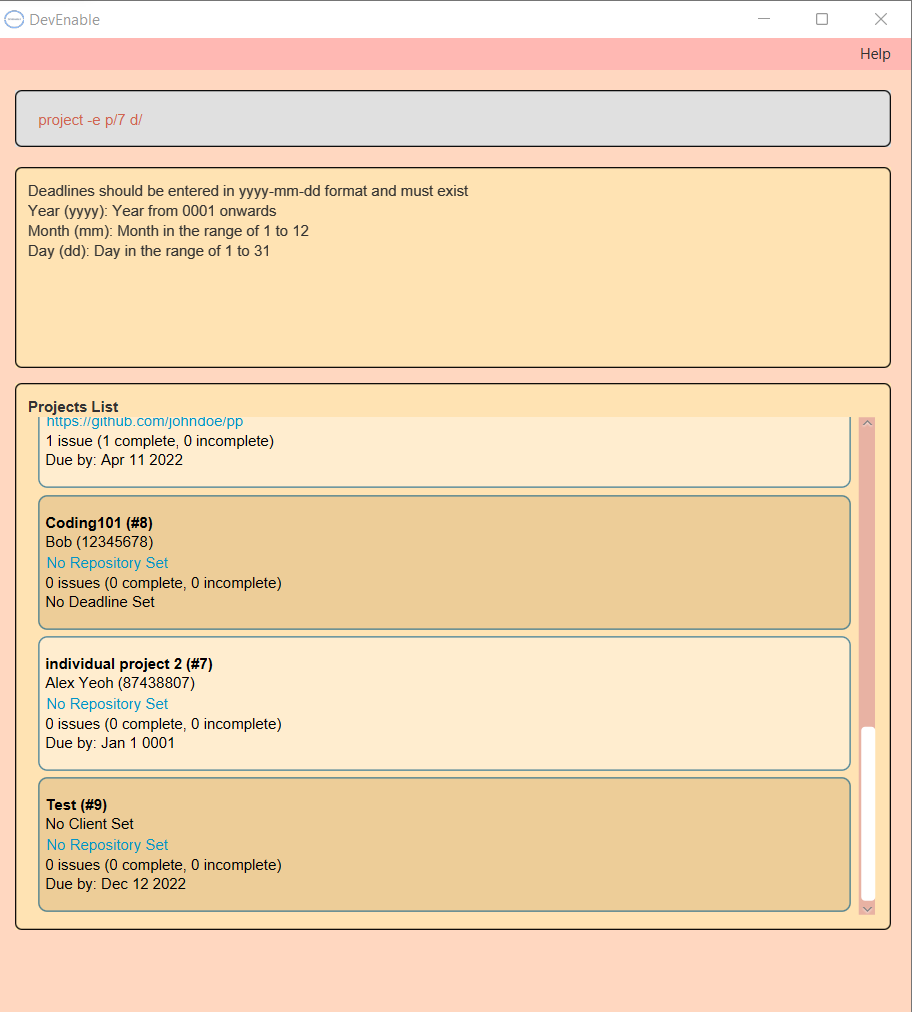 DevEnable
Help
project -e p/7 d/
Deadlines should be entered in yyyy-mm-dd format and must exist
Year (yyyy): Year from 0001 onwards
Month (mm): Month in the range of 1 to 12
Day (dd): Day in the range of 1 to 31
Projects List
https://github.com/johndoe/pp
1 issue (1 complete, 0 incomplete)
Due by: Apr 11 2022
Coding101 (#8)
Bob (12345678)
No Repository Set
0 issues (0 complete, 0 incomplete)
No Deadline Set
individual project 2 (#7)
Alex Yeoh (87438807)
No Repository Set
0 issues (0 complete, 0 incomplete)
Due by: Jan 1 0001
Test (#9)
No Client Set
No Repository Set
0 issues (0 complete, 0 incomplete)
Due by: Dec 12 2022